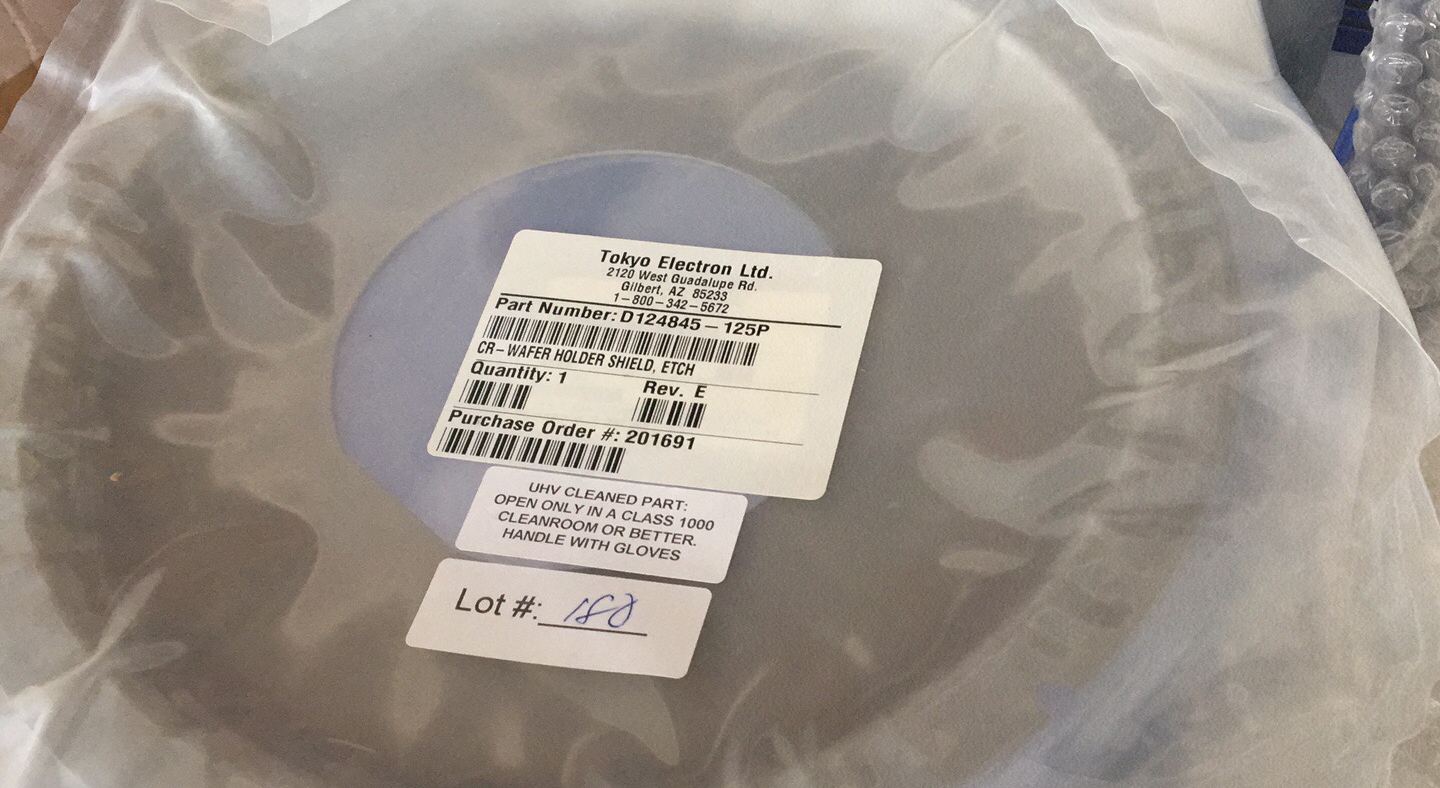 Tokyo Electron Ltd.
2120 West Guadalupe Rd.
Gilbert, AZ 85233
1-800-342-5672
Part Number: D124845-125P
CR-WAFER HOLDER SHIELD, ETCH
Quantity: 1 Rev. E
Purchase Order #: 201691
UHV CLEANED PART:
OPEN ONLY IN A CLASS 1000
CLEANROOM OR BETTER.
HANDLE WITH GLOVES
Lot #: